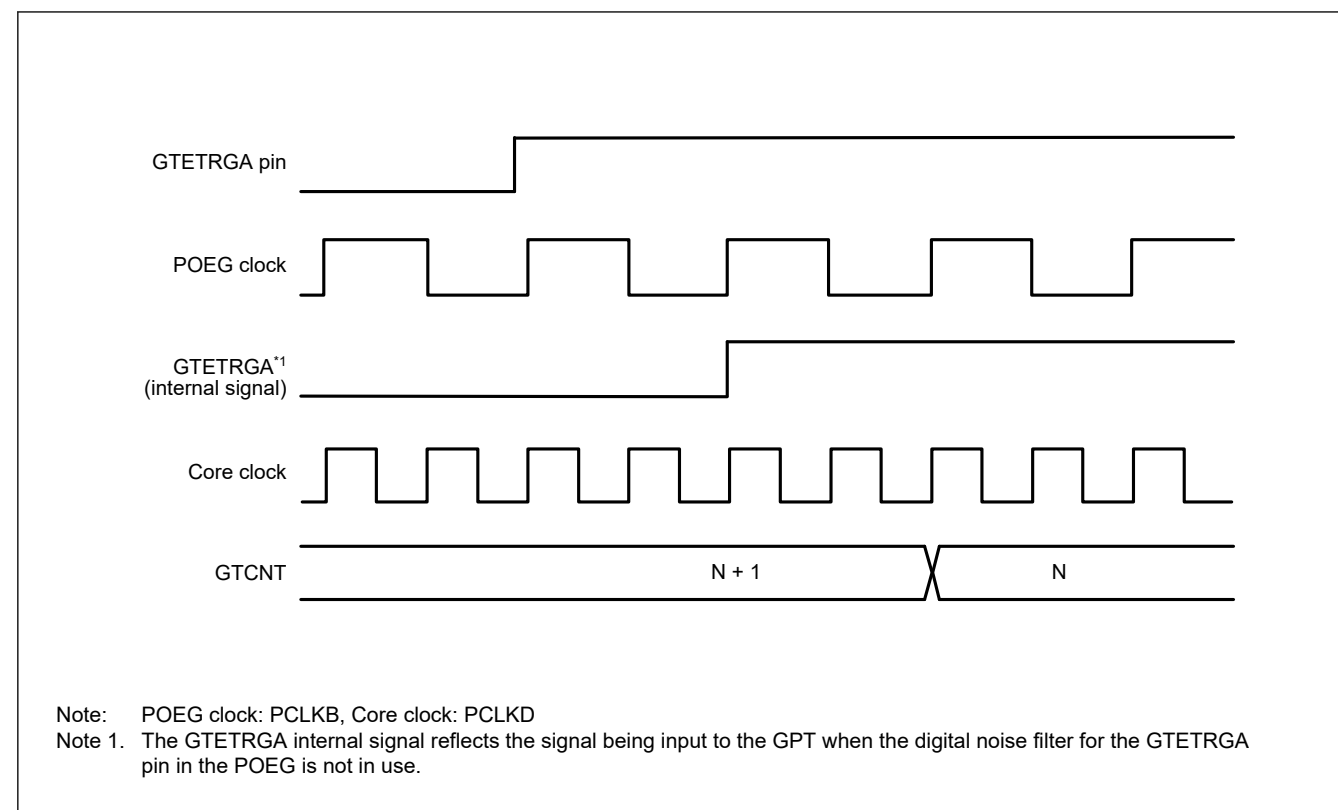 GTETRGA pin
POEG clock
GTETRGA*1
(internal signal)
Core clock
GTCNT
N + 1
N
Note: POEG clock: PCLKB, Core clock: PCLKD
Note 1. The GTETRGA internal signal reflects the signal being input to the GPT when the digital noise filter for the GTETRGA
pin in the POEG is not in use.